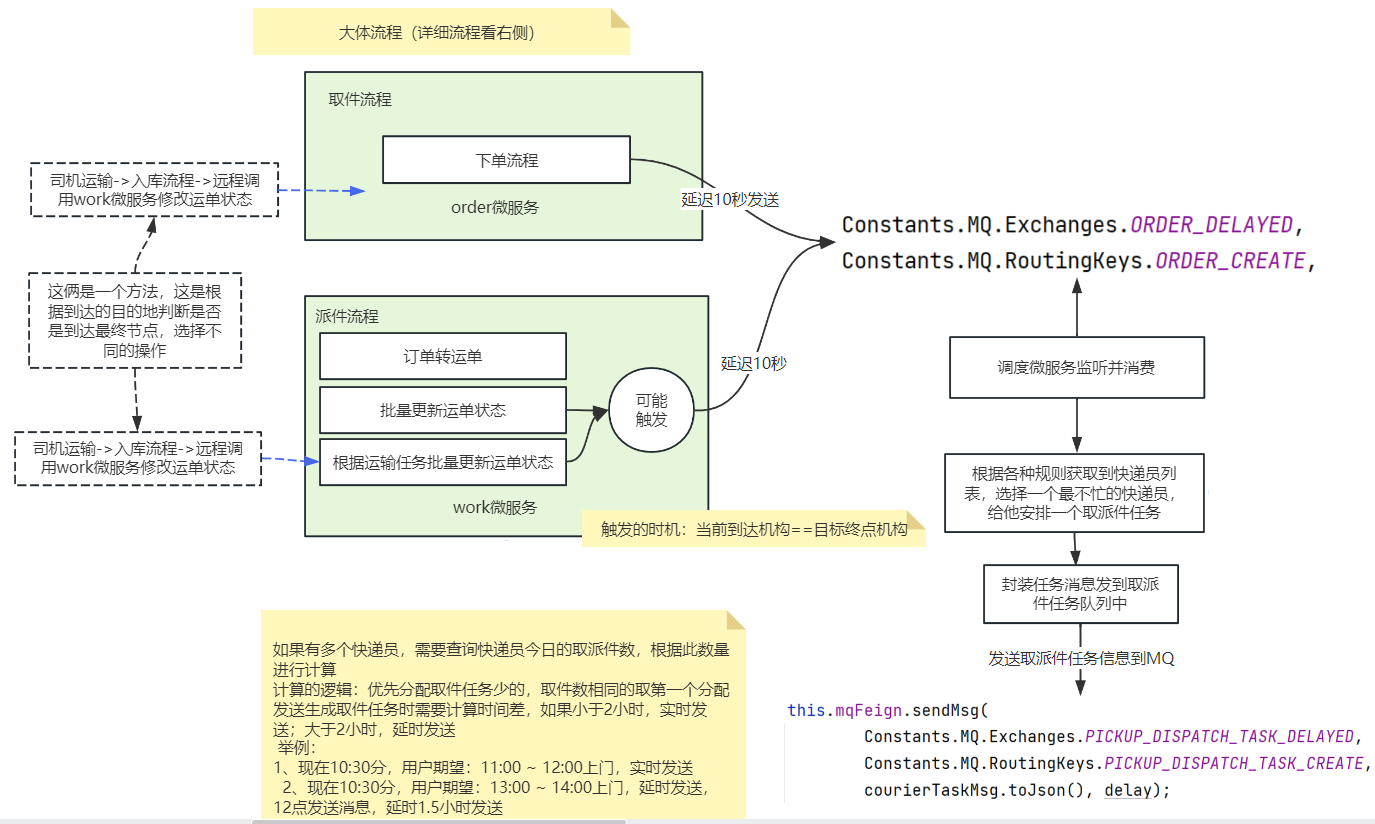 大体流程（详细流程看右侧）
取件流程
下单流程
order微服务
司机运输->入库流程->远程调
用work微服务修改运单状态
这俩是一个方法，这是根
据到达的目的地判断是否
是到达最终节点，选择不
同的操作
司机运输->入库流程->远程调
用work微服务修改运单状态
派件流程
订单转运单
批量更新运单状态
根据运输任务批量更新运单状态
work微服务
可能
触发
触发的时机：当前到达机构==目标终点机构
延迟10秒发送
延迟10秒
Constants.MQ.Exchanges.ORDER_DELAYED,
Constants.MQ.RoutingKeys.ORDER_CREATE,
调度微服务监听并消费
根据各种规则获取到快递员列
表，选择一个最不忙的快递员，
给他安排一个取派件任务
封装任务消息发到取派
件任务队列中
发送取派件任务信息到MQ
this.mqFeign.sendMsg(
Constants.MQ.Exchanges.PICKUP_DISPATCH_TASK_DELAYED,
Constants.MQ.RoutingKeys.PICKUP_DISPATCH_TASK_CREATE,
courierTaskMsg.toJson(), delay);
如果有多个快递员，需要查询快递员今日的取派件数，根据此数量
进行计算
计算的逻辑：优先分配取件任务少的，取件数相同的取第一个分配
发送生成取件任务时需要计算时间差，如果小于2小时，实时发
送；大于2小时，延时发送
举例：
1、现在10:30分，用户期望：11:00 ~ 12:00上门，实时发送
2、现在10:30分，用户期望：13:00 ~ 14:00上门，延时发送，
12点发送消息，延时1.5小时发送